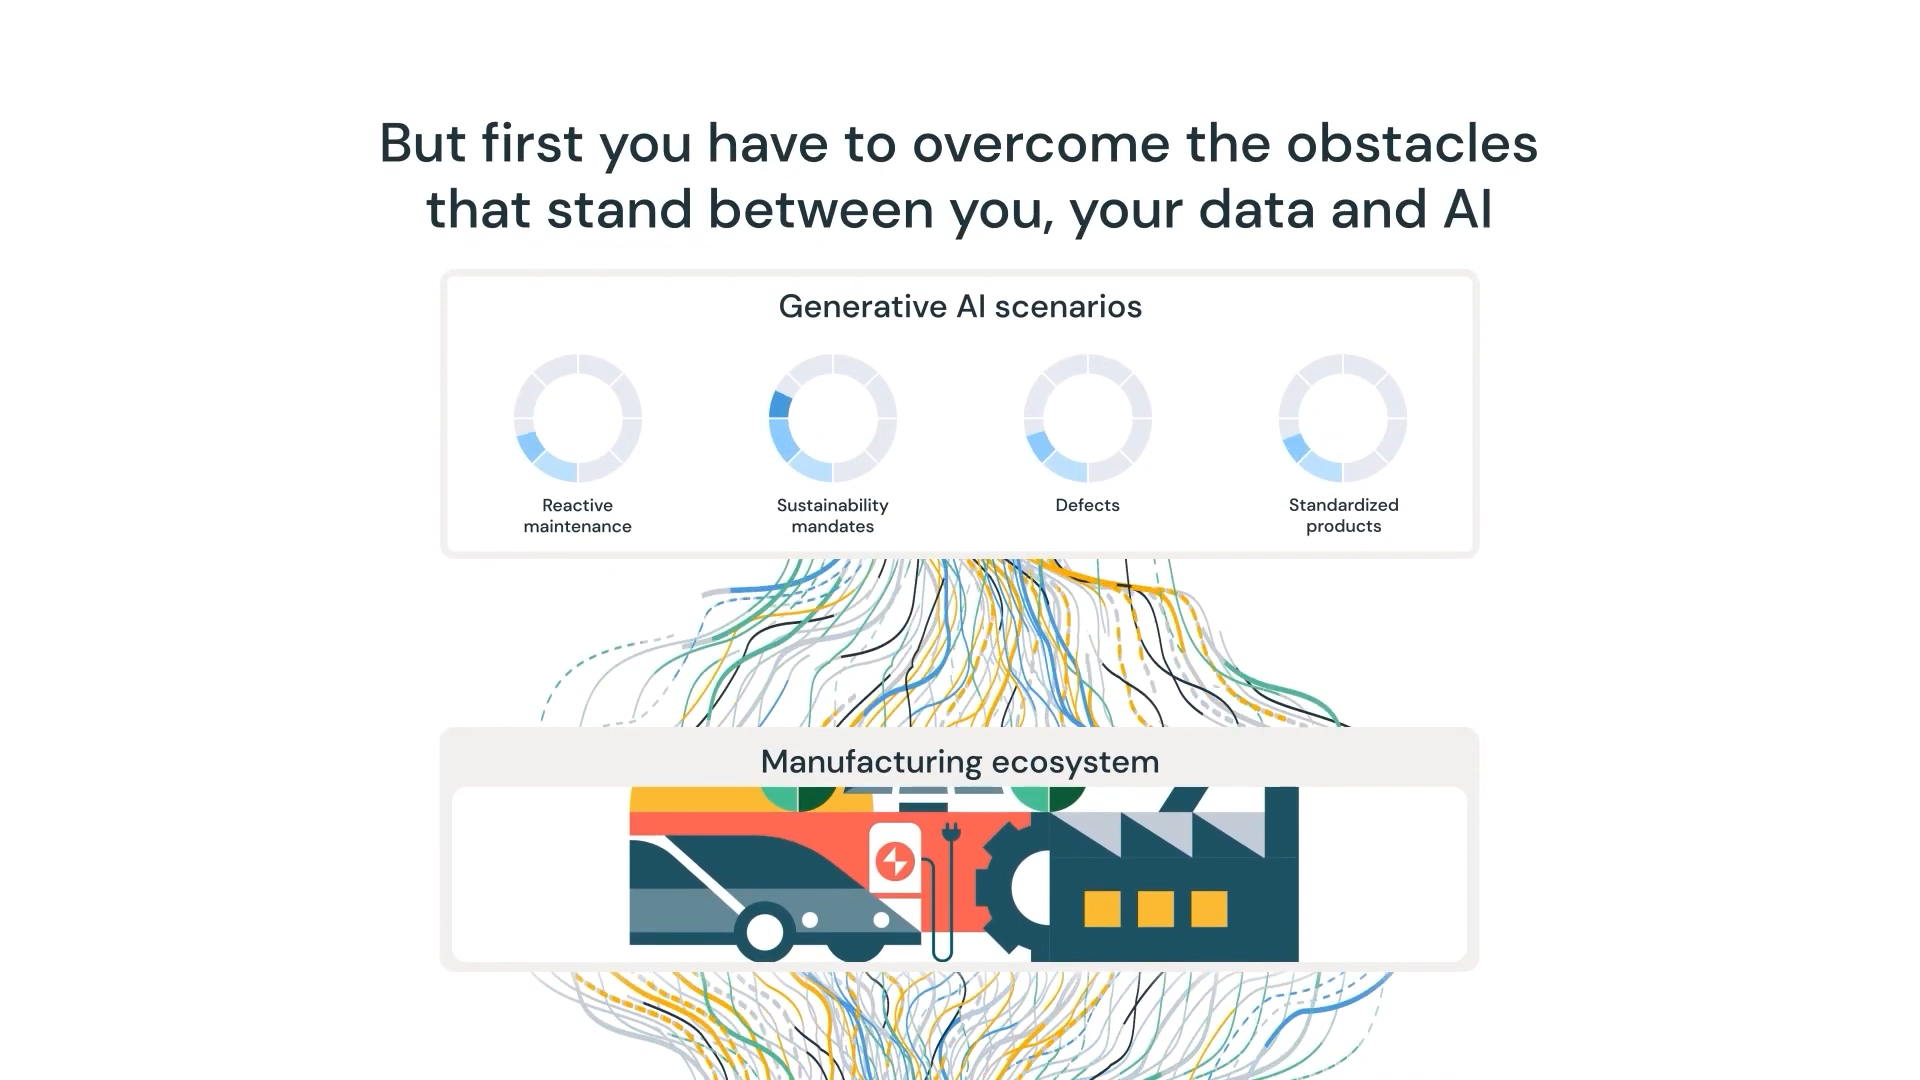 But first you have to overcome the obstacles
that stand between you, your data and AI
Generative AI scenarios
Reactive
maintenance
Sustainability
mandates
Defects
Standardized
products
Manufacturing ecosystem